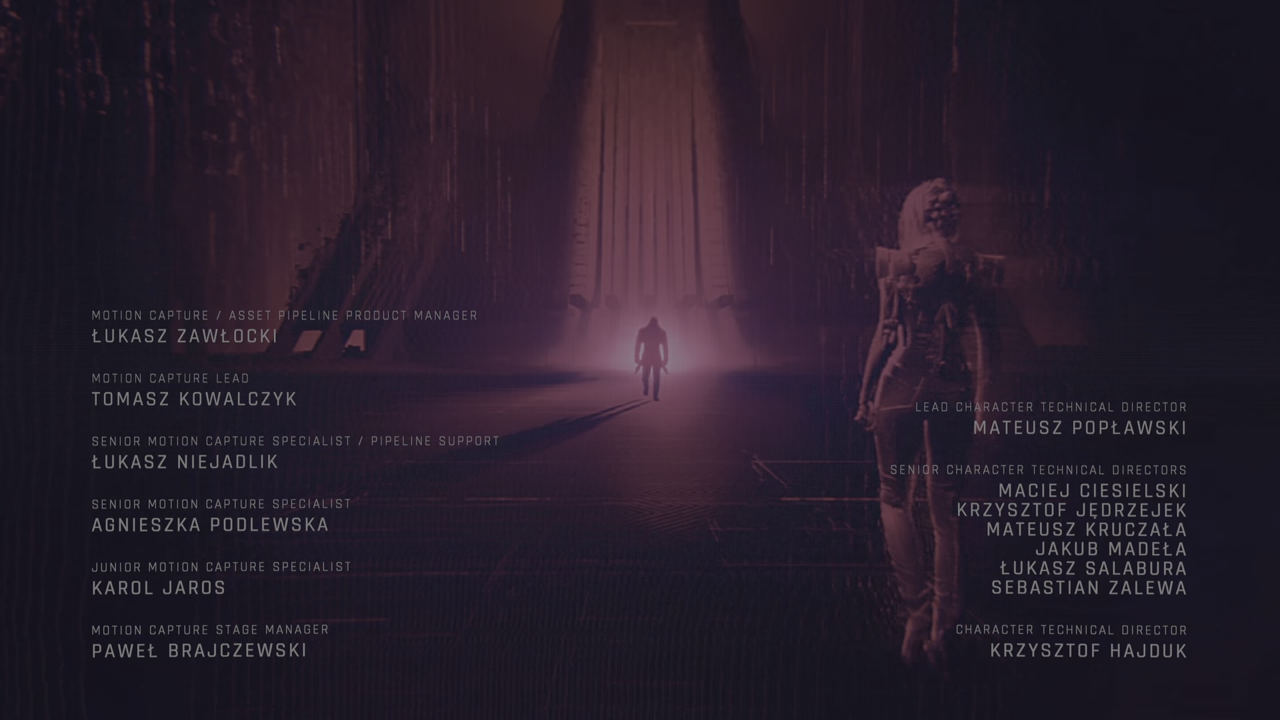 MOTION CAPTURE / ASSET PIPELINE PRODUCT MANAGER
ŁUKASZ ZAWŁOCKI
MOTION CAPTURE LEAD
TOMASZ KOWALCZYK
SENIOR MOTION CAPTURE SPECIALIST / PIPELINE SUPPORT
ŁUKASZ NIEJADLIK
SENIOR MOTION CAPTURE SPECIALIST
AGNIESZKA PODLEWSKA
JUNIOR MOTION CAPTURE SPECIALIST
KAROL JAROS
MOTION CAPTURE STAGE MANAGER
PAWEŁ BRAJCZEWSKI
LEAD CHARACTER TECHNICAL DIRECTOR
MATEUSZ POPŁAWSKI
SENIOR CHARACTER TECHNICAL DIRECTORS
MACIEJ CIESIELSKI
KRZYSZTOF JĘDRZEJEK
MATEUSZ KRUCZAŁA
JAKUB MADEŁA
ŁUKASZ SALABURA
SEBASTIAN ZALEWA
CHARACTER TECHNICAL DIRECTOR
KRZYSZTOF HAJDUK